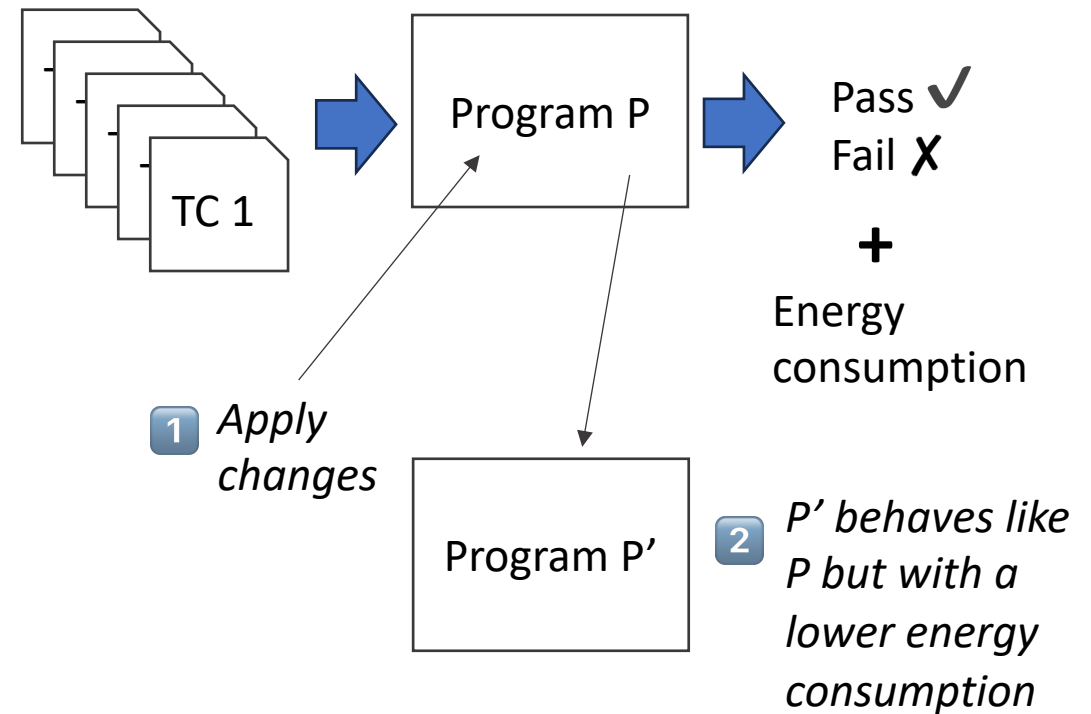 TC 1
Program P
Pass ✓
Fail ✗
+
Energy
consumption
1 Apply
changes
Program P’
2 P’ behaves like
P but with a
lower energy
consumption